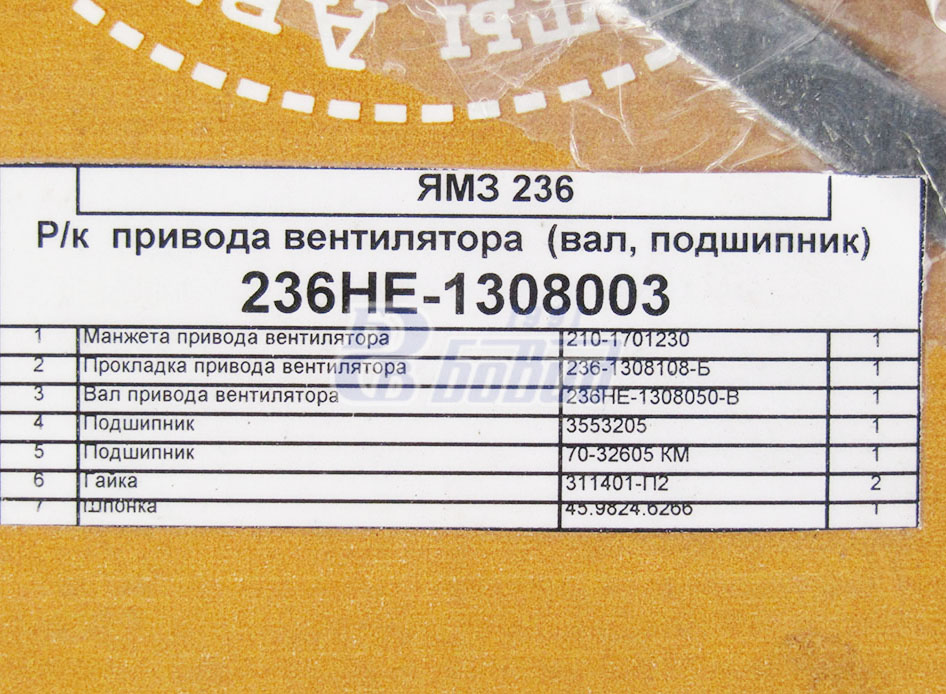 ЯМЗ 236
Р/к привода вентилятора (вал, подшипник)
236НЕ-1308003
1 Манжета привода вентилятора 210-1701230 1
2 Прокладка привода вентилятора 236-1308108-Б 1
3 Вал привода вентилятора 236НЕ-1308050-В 1
4 Подшипник 3553205 1
5 Подшипник 70-32605 КМ 1
6 Гайка 311401-П2 2
7 Шпонка 45.9824.6266 1